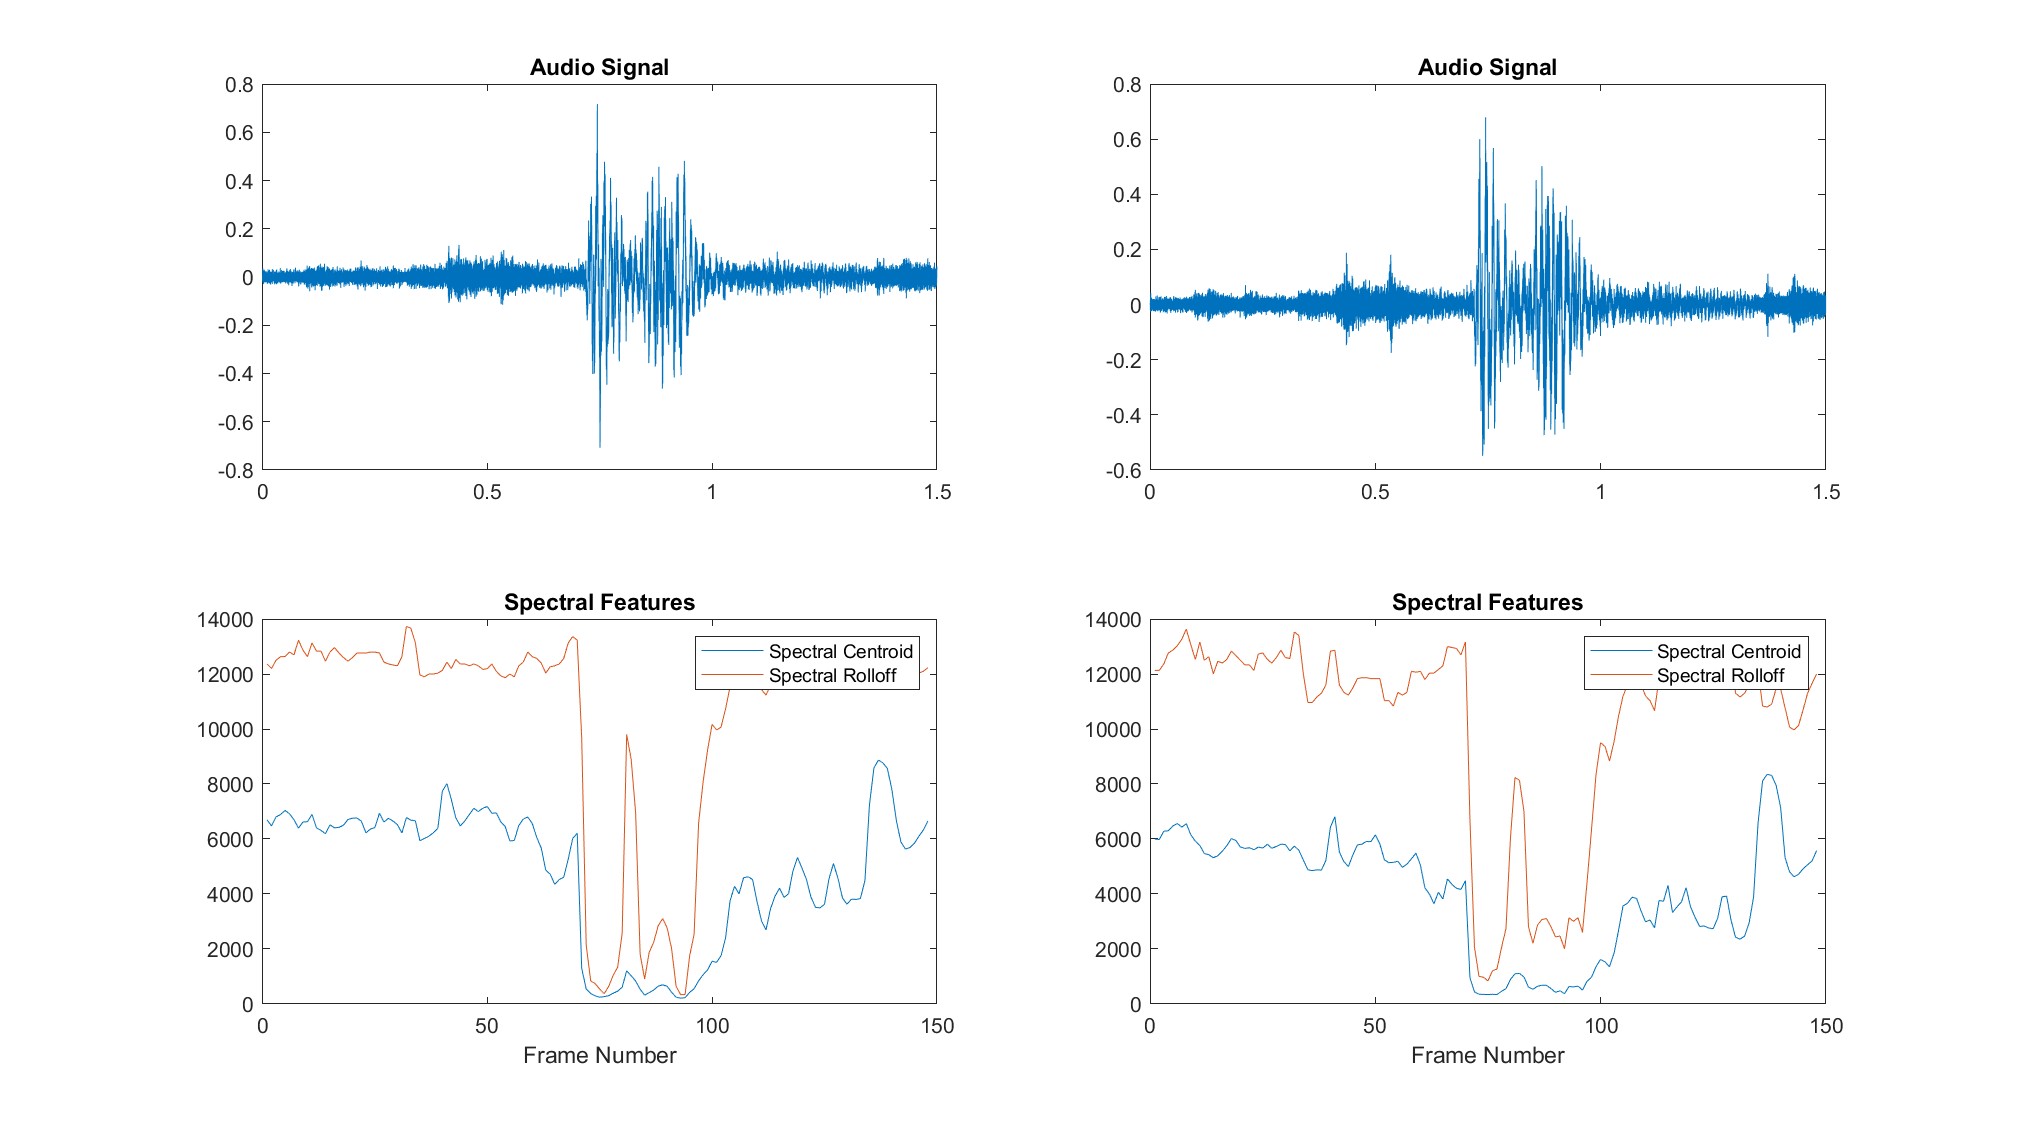 Audio Signal
0.8
0.6
0.4
0.2
0
-0.2
-0.4
-0.6
-0.8
0 0.5 1 1.5
Audio Signal
0.8
0.6
0.4
0.2
0
-0.2
-0.4
-0.6
0 0.5 1 1.5
Spectral Features
14000
12000
10000
8000
6000
4000
2000
0
Spectral Centroid
Spectral Rolloff
0 50 100 150
Frame Number
Spectral Features
14000
12000
10000
8000
6000
4000
2000
0
Spectral Centroid
Spectral Rolloff
0 50 100 150
Frame Number